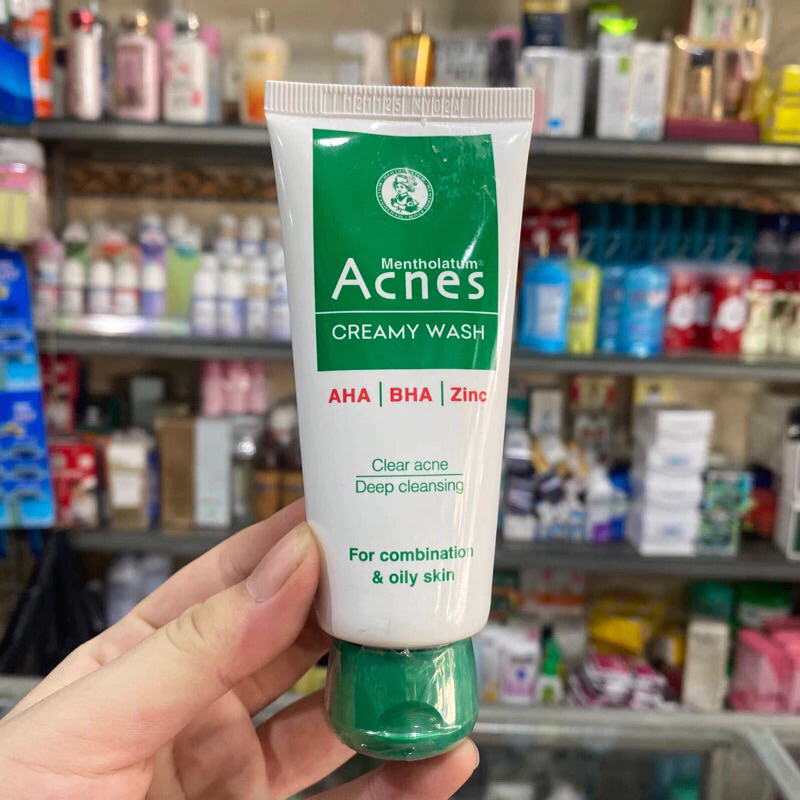 Mentholatum®
Acnes
CREAMY WASH
AHA | BHA | Zinc
Clear acne
Deep cleansing
For combination
& oily skin